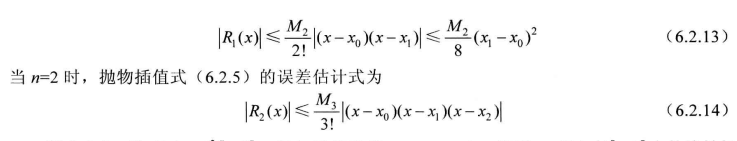 |R₁(x)| ≤ M₂/2! |(x−x₀)(x−x₁)| ≤ M₂/8 (x₁−x₀)² (6.2.13)
当 n=2 时，抛物插值式（6.2.5）的误差估计式为
|R₂(x)| ≤ M₃/3! |(x−x₀)(x−x₁)(x−x₂)| (6.2.14)